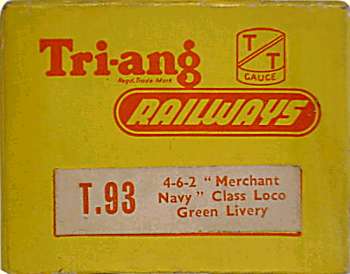 Tri-ang
Regd. Trade Mark
T T
GAUGE
RAILWAYS
T.93
4-6-2 " Merchant
Navy " Class Loco
Green Livery